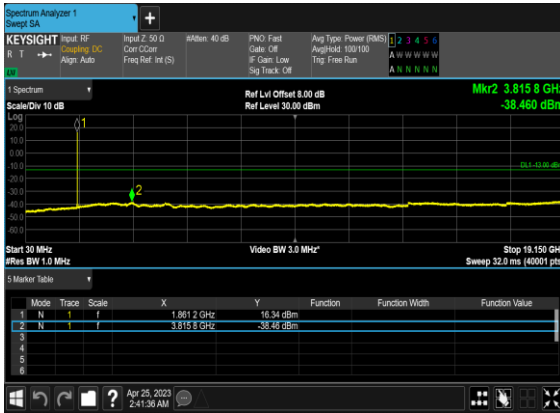 Spectrum Analyzer 1
Swept SA
+
KEYSIGHT Input: RF Input Z: 50 Ω #Atten: 40 dB PNO: Fast Avg Type: Power (RMS) 1 2 3 4 5 6
R T Coupling: DC Corr CCorr Gate: Off Avg|Hold: 100/100 A W W W W W
Align: Auto Freq Ref: Int (S) IF Gain: Low Trig: Free Run
LXI Sig Track: Off A N N N N N
1 Spectrum Ref Lvl Offset 8.00 dB Mkr2 3.815 8 GHz
Scale/Div 10 dB Ref Level 30.00 dBm -38.460 dBm
Log
1
20.0
10.0
0.00
-10.0
DL1 -13.00 dBm
-20.0
-30.0
2
-40.0
-50.0
-60.0
Start 30 MHz Video BW 3.0 MHz* Stop 19.150 GH
#Res BW 1.0 MHz Sweep 32.0 ms (40001 pts
5 Marker Table
Mode Trace Scale X Y Function Function Width Function Value
1 N 1 f 1.861 2 GHz 16.34 dBm
2 N 1 f 3.815 8 GHz -38.46 dBm
3
4
5
6
? Apr 25, 2023
2:41:36 AM